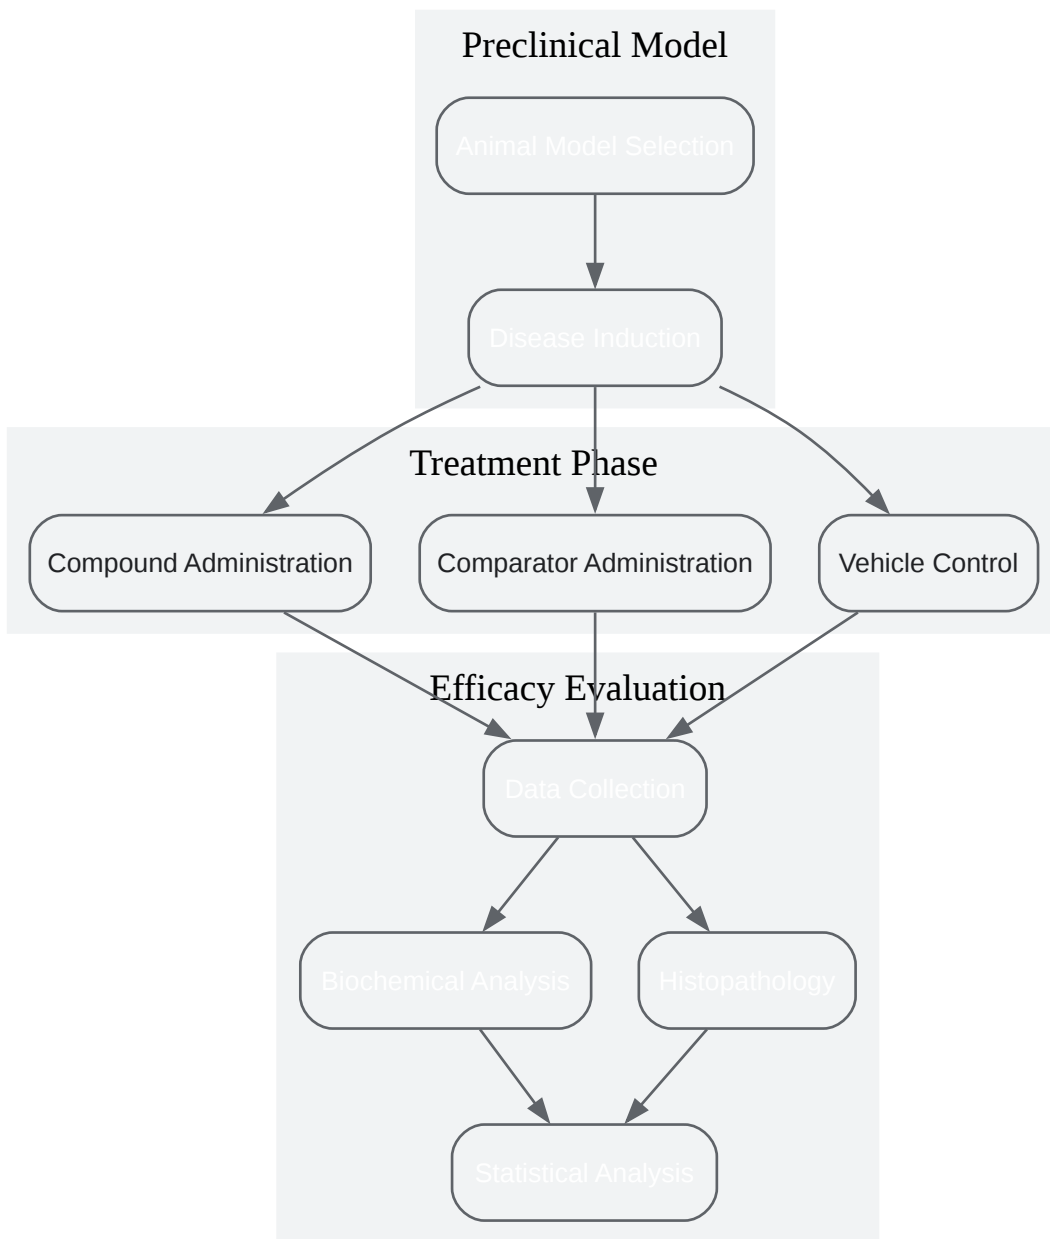 Preclinical Model
Animal Model Selection
Disease Induction
Treatment Phase
Compound Administration
Comparator Administration
Vehicle Control
Efficacy Evaluation
Data Collection
Biochemical Analysis
Histopathology
Statistical Analysis